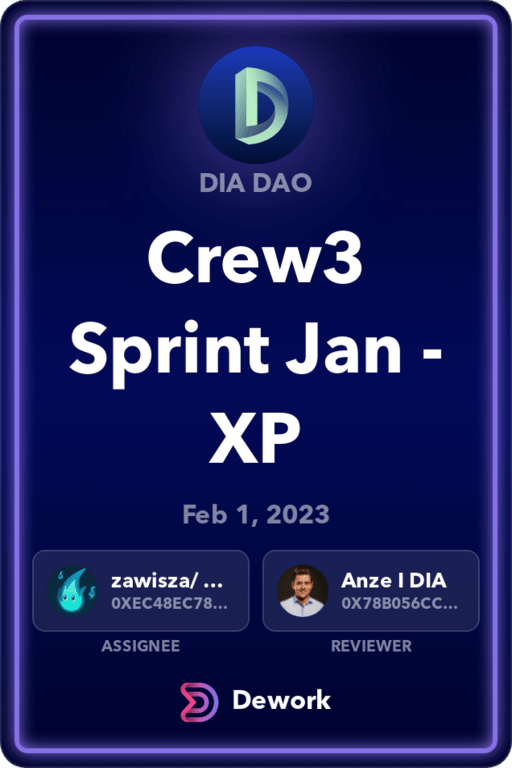 DIA DAO
Crew3
Sprint Jan -
XP
Feb 1, 2023
zawisza/ ...
0XEC48EC78...
ASSIGNEE
Anze I DIA
0X78B056CC...
REVIEWER
Dework